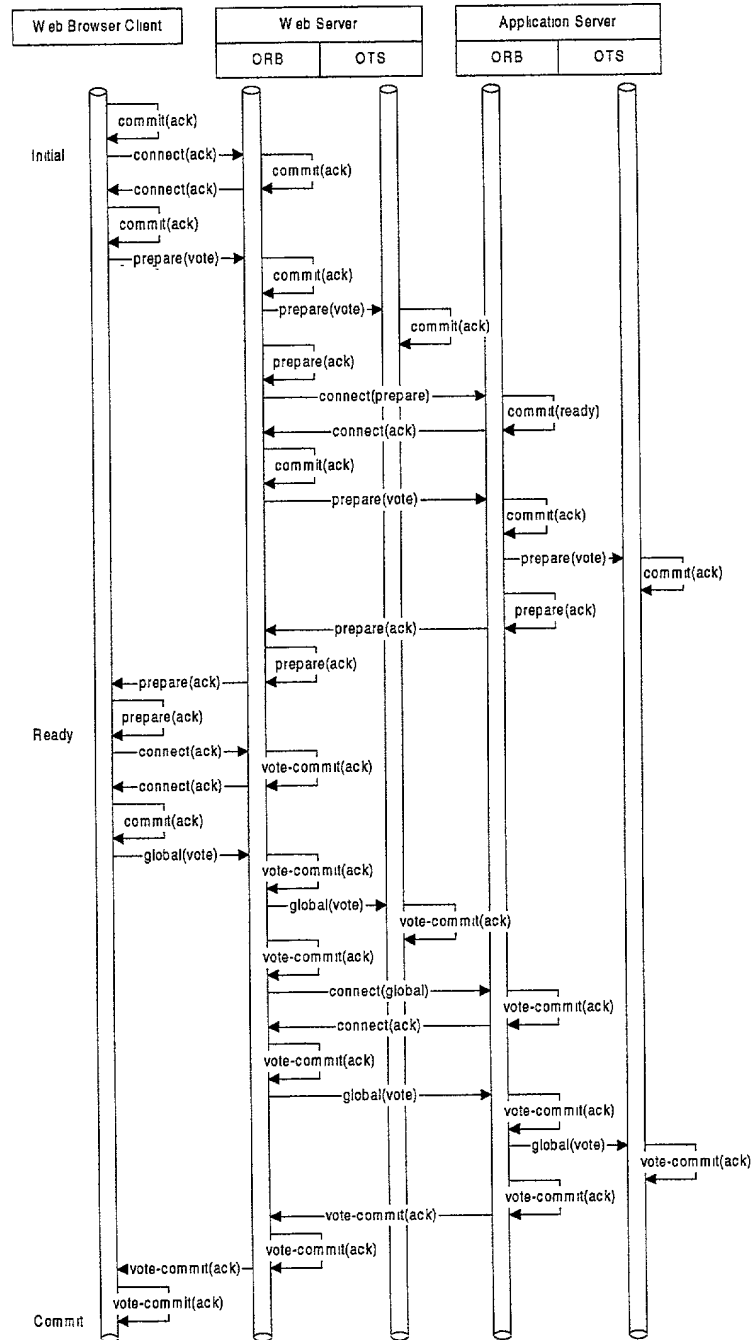 Web Browser Client
Web Server
Application Server
ORB
OTS
ORB
OTS
commit(ack)
Initial
connect(ack)
commit(ack)
connect(ack)
commit(ack)
prepare(vote)
commit(ack)
prepare(vote)
commit(ack)
prepare(ack)
connect(prepare)
commit(ready)
connect(ack)
commit(ack)
prepare(vote)
commit(ack)
prepare(vote)
commit(ack)
prepare(ack)
prepare(ack)
prepare(ack)
prepare(ack)
prepare(ack)
Ready
connect(ack)
vote-commit(ack)
connect(ack)
commit(ack)
global(vote)
vote-commit(ack)
global(vote)
vote-commit(ack)
vote-commit(ack)
connect(global)
vote-commit(ack)
connect(ack)
vote-commit(ack)
global(vote)
vote-commit(ack)
global(vote)
vote-commit(ack)
vote-commit(ack)
vote-commit(ack)
vote-commit(ack)
vote-commit(ack)
vote-commit(ack)
Commit